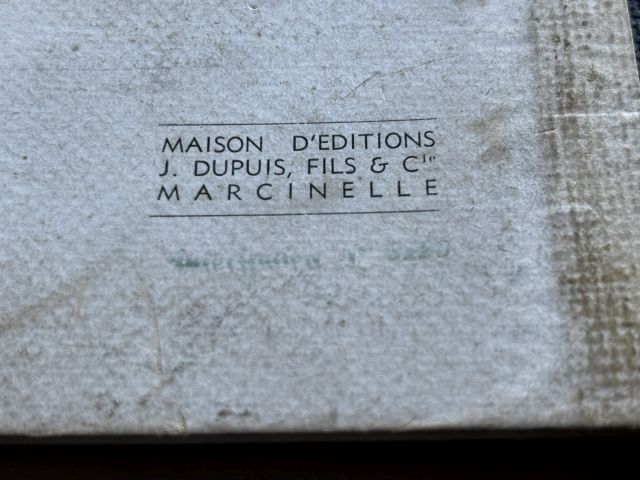 MAISON D'EDITIONS
J. DUPUIS, FILS & Cie
MARCINELLE
N°